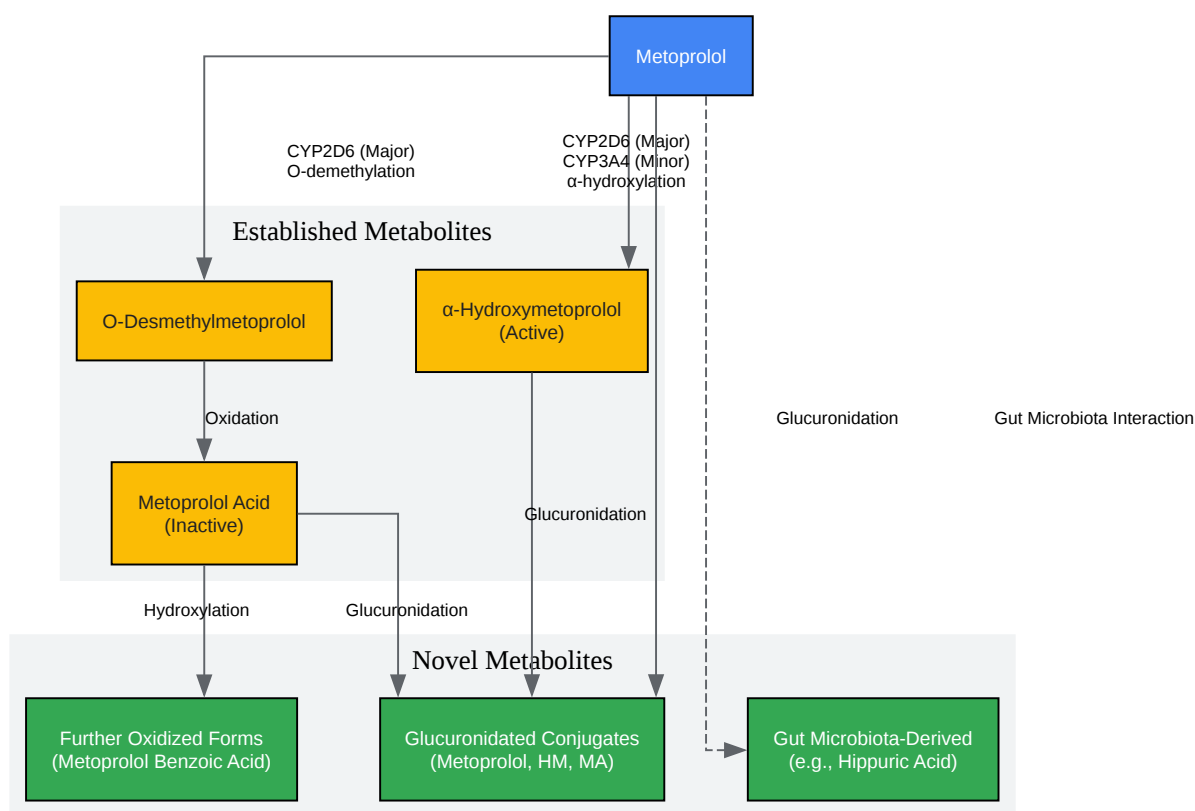 Metoprolol
CYP2D6 (Major)
O-demethylation
CYP2D6 (Major)
CYP3A4 (Minor)
α-hydroxylation
Established Metabolites
O-Desmethylmetoprolol
α-Hydroxymetoprolol
(Active)
Oxidation
Glucuronidation
Gut Microbiota Interaction
Metoprolol Acid
(Inactive)
Glucuronidation
Hydroxylation
Glucuronidation
Novel Metabolites
Further Oxidized Forms
(Metoprolol Benzoic Acid)
Glucuronidated Conjugates
(Metoprolol, HM, MA)
Gut Microbiota-Derived
(e.g., Hippuric Acid)